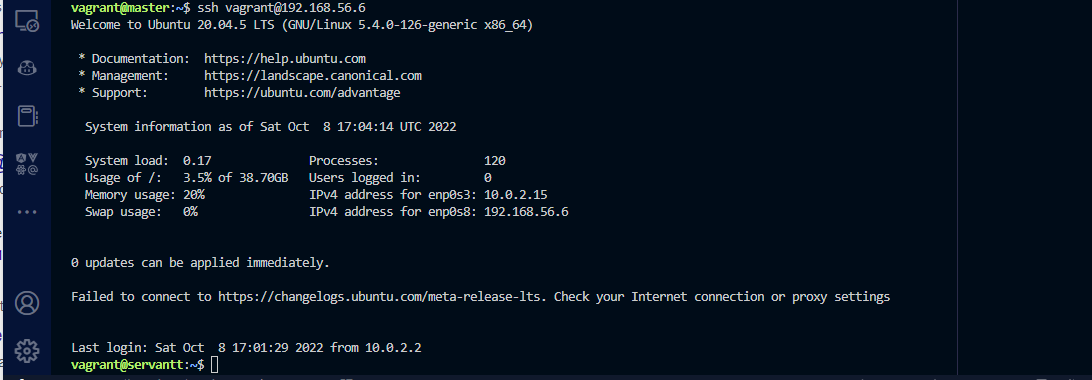 vagrant@master:~$ ssh vagrant@192.168.56.6
Welcome to Ubuntu 20.04.5 LTS (GNU/Linux 5.4.0-126-generic x86_64)
* Documentation:  https://help.ubuntu.com
* Management:     https://landscape.canonical.com
* Support:        https://ubuntu.com/advantage
System information as of Sat Oct  8 17:04:14 UTC 2022
System load:  0.17               Processes:               120
Usage of /:   3.5% of 38.70GB   Users logged in:         0
Memory usage: 20%                IPv4 address for enp0s3: 10.0.2.15
Swap usage:   0%                 IPv4 address for enp0s8: 192.168.56.6
0 updates can be applied immediately.
Failed to connect to https://changelogs.ubuntu.com/meta-release-lts. Check your Internet connection or proxy settings
Last login: Sat Oct  8 17:01:29 2022 from 10.0.2.2
vagrant@servantt:~$